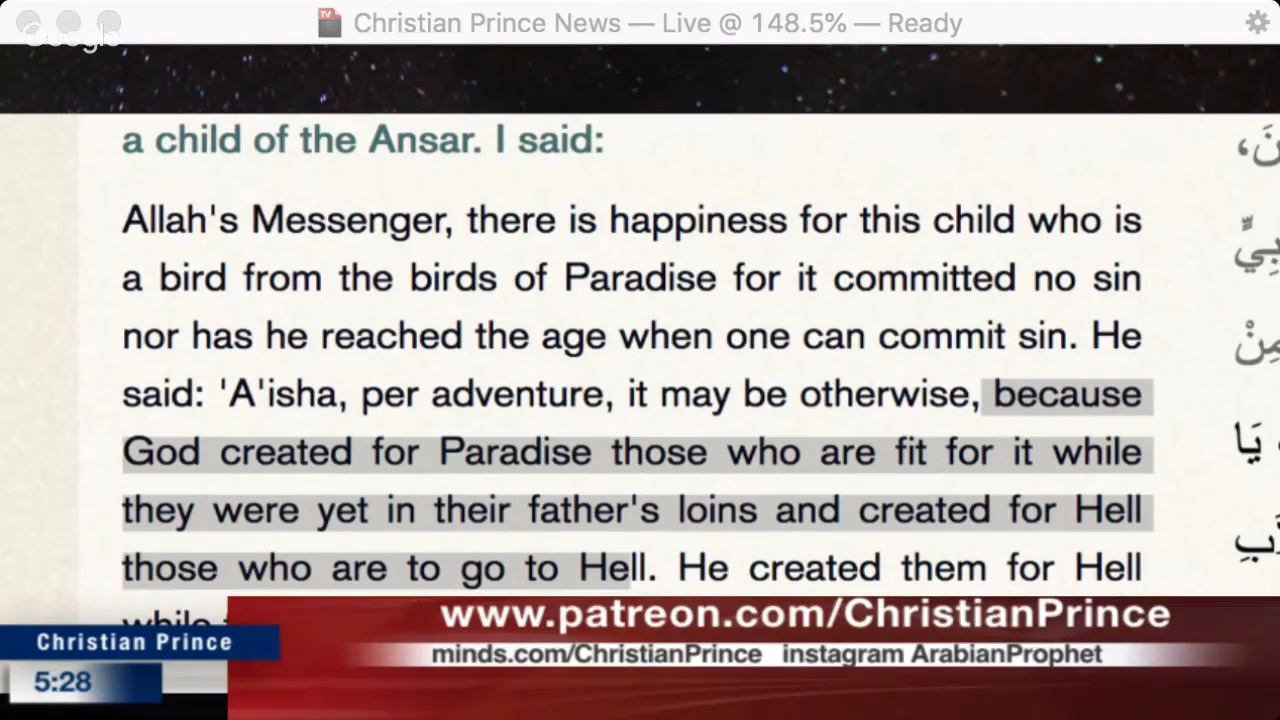 Christian Prince News — Live @ 148.5% — Ready
Google
a child of the Ansar. I said:
Allah's Messenger, there is happiness for this child who is
a bird from the birds of Paradise for it committed no sin
nor has he reached the age when one can commit sin. He
said: 'A'isha, per adventure, it may be otherwise, because
God created for Paradise those who are fit for it while
they were yet in their father's loins and created for Hell
those who are to go to Hell. He created them for Hell
while
يَا
مِنْ
www.patreon.com/ChristianPrince
Christian Prince
minds.com/ChristianPrince instagram ArabianProphet
5:28